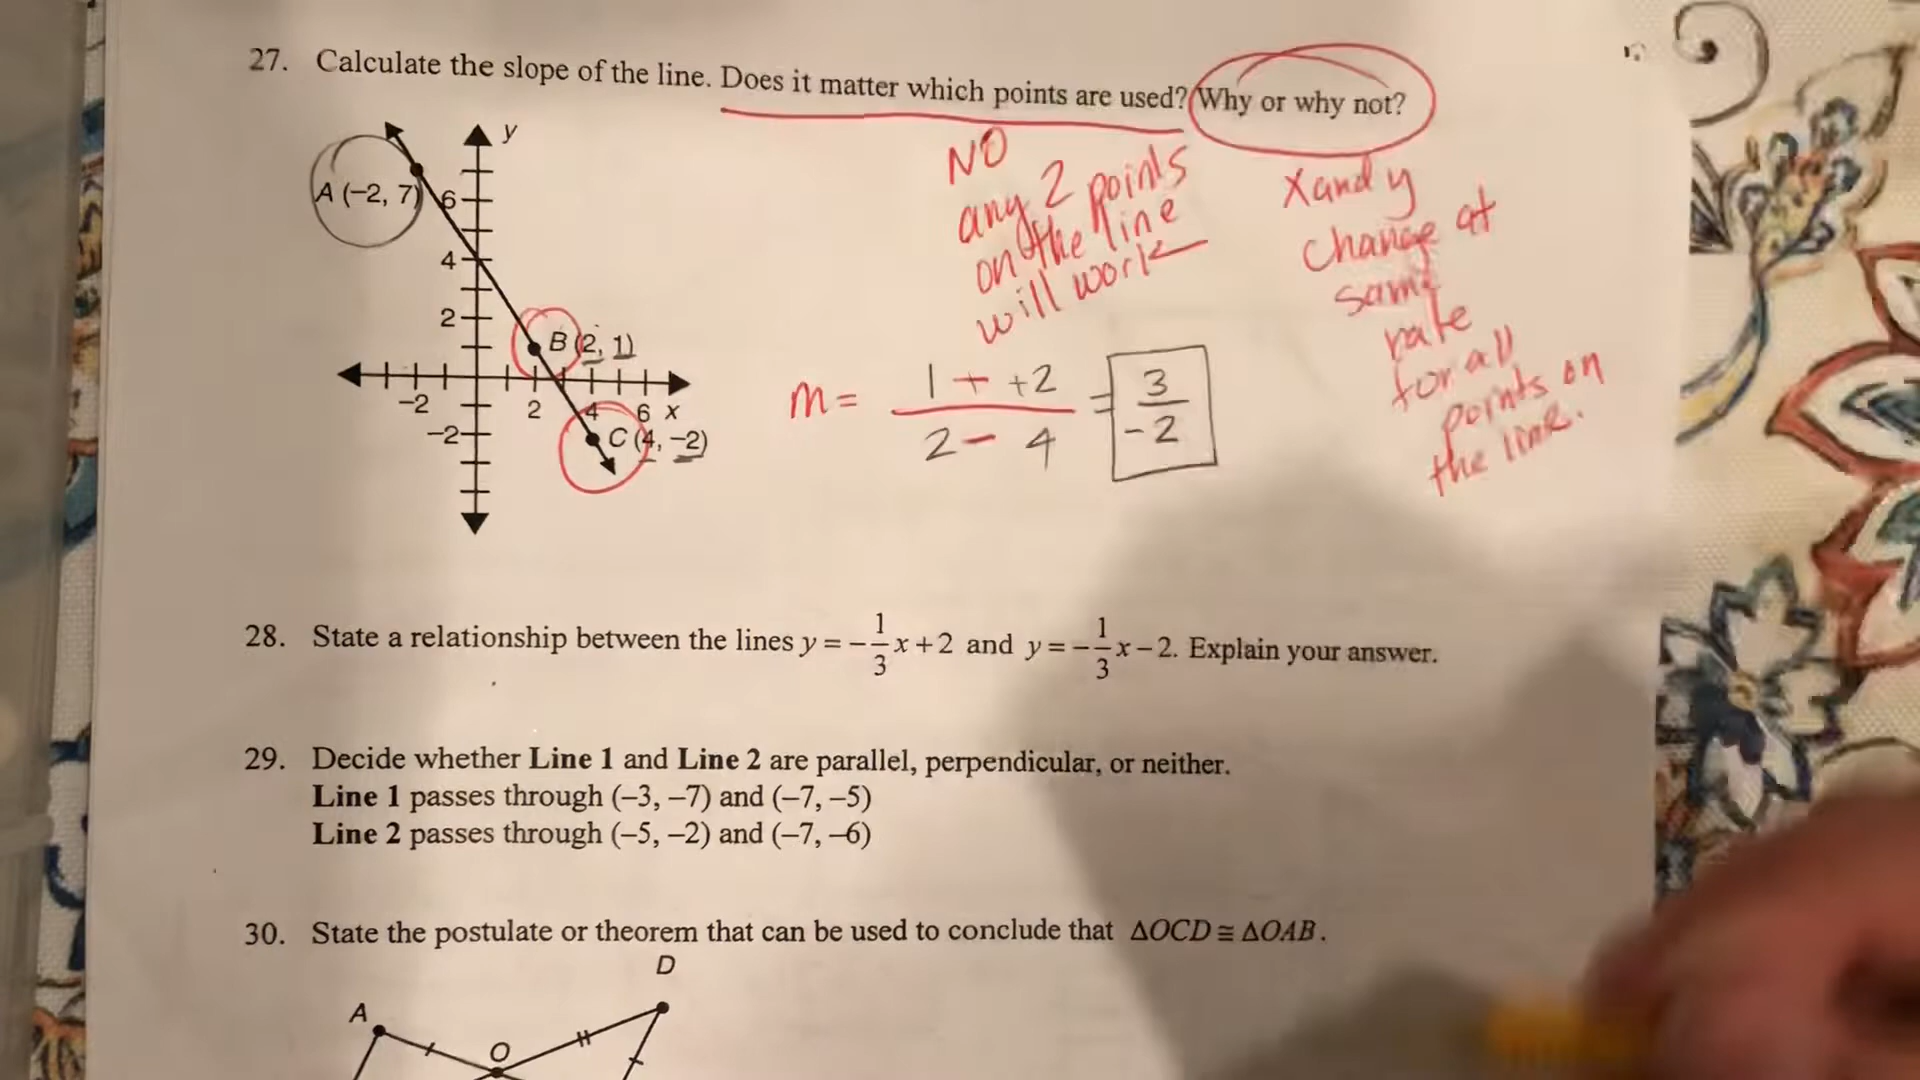 27. Calculate the slope of the line. Does it matter which points are used? Why or why not?
y
A (−2, 7)
6
4
2
B (2, 1)
−2
2
4
6
x
−2
C (4, −2)
NO
any 2 points
on the line
will work
x and y
change at
same
rate
for all
points on
the line.
m = 1 + +2 / 2 − 4 = 3 / −2
28. State a relationship between the lines y = −1/3 x + 2 and y = −1/3 x − 2. Explain your answer.
29. Decide whether Line 1 and Line 2 are parallel, perpendicular, or neither.
Line 1 passes through (−3, −7) and (−7, −5)
Line 2 passes through (−5, −2) and (−7, −6)
30. State the postulate or theorem that can be used to conclude that ΔOCD ≅ ΔOAB.
D
A
O